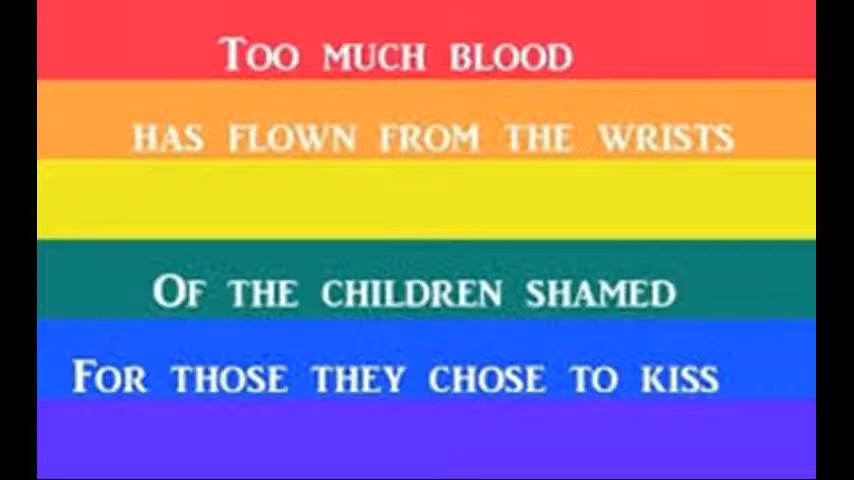 Too much blood
has flown from the wrists
Of the children shamed
For those they chose to kiss